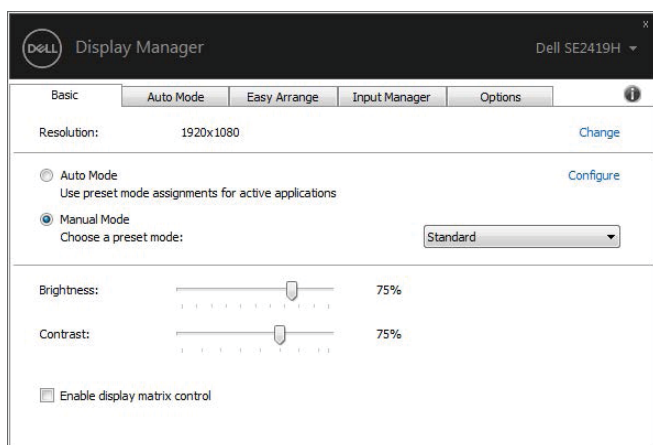 x
DELL Display Manager Dell SE2419H
Basic Auto Mode Easy Arrange Input Manager Options i
Resolution: 1920x1080 Change
Auto Mode Configure
Use preset mode assignments for active applications
Manual Mode
Choose a preset mode: Standard
Brightness: 75%
Contrast: 75%
Enable display matrix control